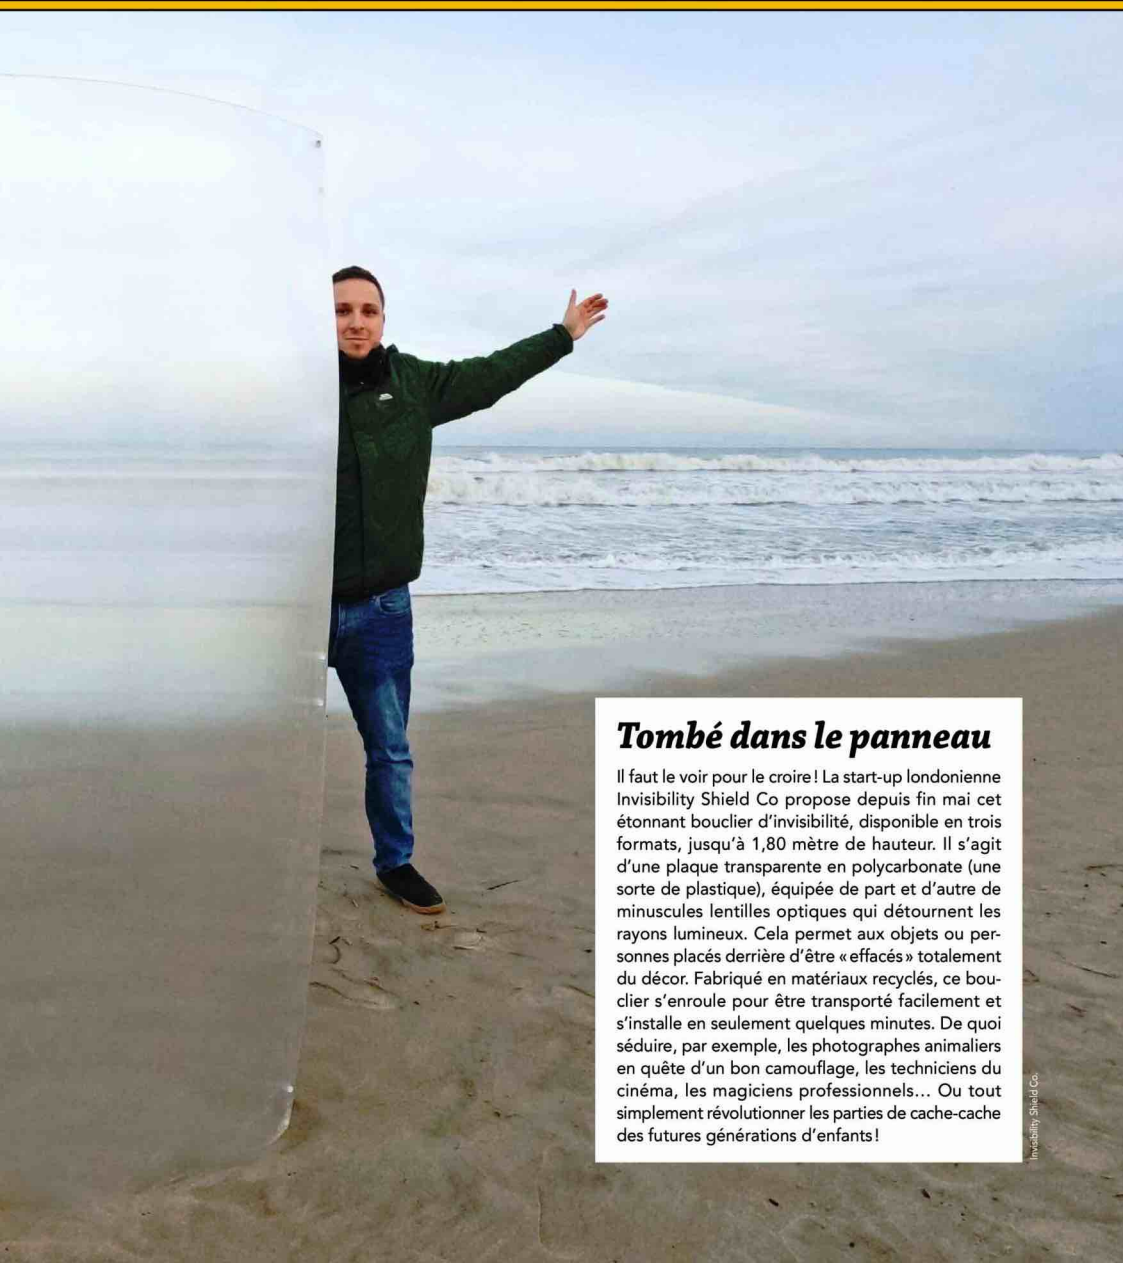 Tombé dans le panneau
Il faut le voir pour le croire ! La start-up londonienne
Invisibility Shield Co propose depuis fin mai cet
étonnant bouclier d'invisibilité, disponible en trois
formats, jusqu'à 1,80 mètre de hauteur. Il s'agit
d'une plaque transparente en polycarbonate (une
sorte de plastique), équipée de part et d'autre de
minuscules lentilles optiques qui détournent les
rayons lumineux. Cela permet aux objets ou per-
sonnes placés derrière d'être « effacés » totalement
du décor. Fabriqué en matériaux recyclés, ce bou-
clier s'enroule pour être transporté facilement et
s'installe en seulement quelques minutes. De quoi
séduire, par exemple, les photographes animaliers
en quête d'un bon camouflage, les techniciens du
cinéma, les magiciens professionnels... Ou tout
simplement révolutionner les parties de cache-cache
des futures générations d'enfants !
Invisibility Shield Co.